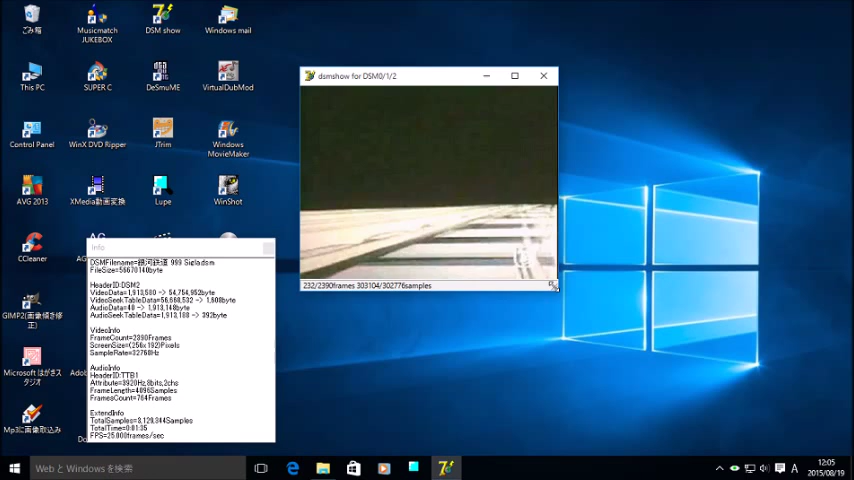 ごみ箱
Musicmatch
JUKEBOX
DSM show
Windows mail
This PC
SUPER C
DeSmuME
VirtualDubMod
Control Panel
WinX DVD Ripper
JTrim
Windows
MovieMaker
AVG 2013
XMedia動画変換
Lupe
WinShot
CCleaner
GIMP2(画像傾き修
正)
Microsoft はがきス
タジオ
Mp3に画像取込み
dsmshow for DSM0/1/2
232/2390frames 303104/302776samples
Info
DSMFilename=銀河鉄道 999 Sigla.dsm
FileSize=56670140byte
HeaderID:DSM2
VideoData=1,913,580 -> 54,754,952byte
VideoSeekTableData=56,668,532 -> 1,608byte
AudioData=48 -> 1,913,140byte
AudioSeekTableData=1,913,188 -> 392byte
VideoInfo
FrameCount=2390Frames
ScreenSize=(256x192)Pixels
SampleRate=32768Hz
AudioInfo
HeaderID:TTB1
Attribute=3920Hz,8bits,2chs
FrameLength=4096Samples
FramesCount=764Frames
ExtendInfo
TotalSamples=3,129,344Samples
TotalTime=0:01:35
FPS=25.000frames/sec
Web と Windows を検索
A
12:05
2015/08/19